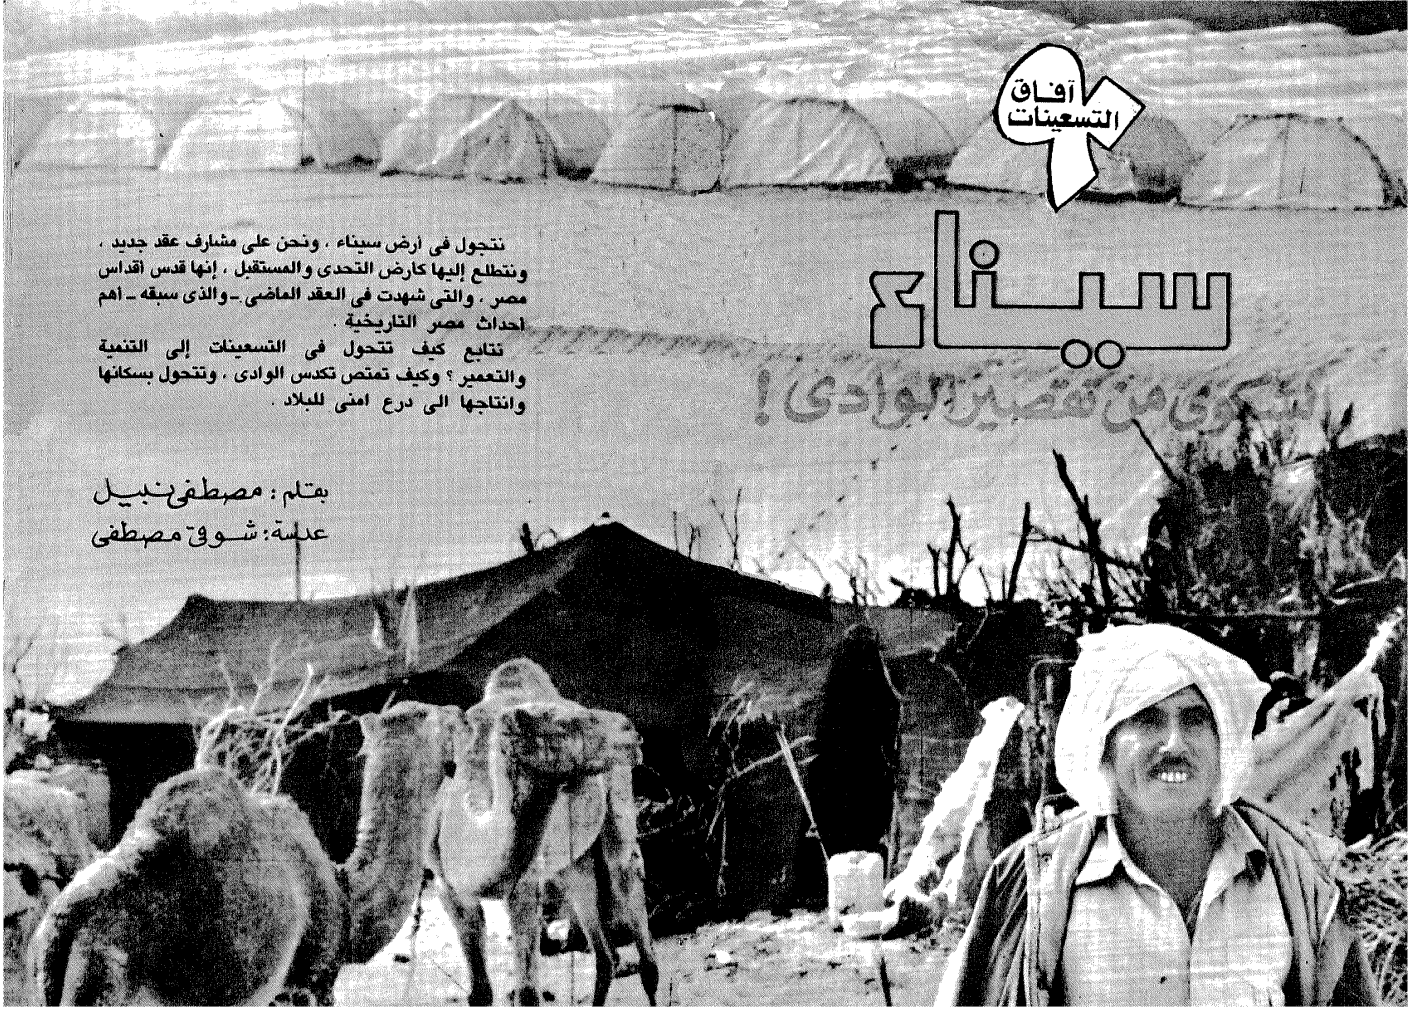 آفاق
التسعينات
سيناء
تشكوى من تقصير الوادى !
نتجول فى أرض سيناء ، ونحن على مشارف عقد جديد ،
ونتطلع إليها كارض التحدى والمستقبل ، إنها قدس أقداس
مصر ، والتى شهدت فى العقد الماضى ـ والذى سبقه ـ أهم
أحداث مصر التاريخية .
نتابع كيف تتحول فى التسعينات إلى التنمية
والتعمير ؟ وكيف تمتص تكدس الوادى ، وتتحول بسكانها
وانتاجها الى درع امنى للبلاد .
بقلم : مصطفى نبيل
عدسة : شوقى مصطفى